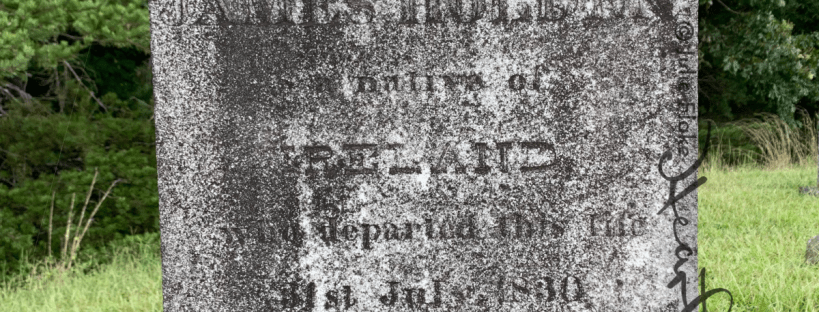 JAMES
a native of
IRELAND
who departed this life
31st July, 1830